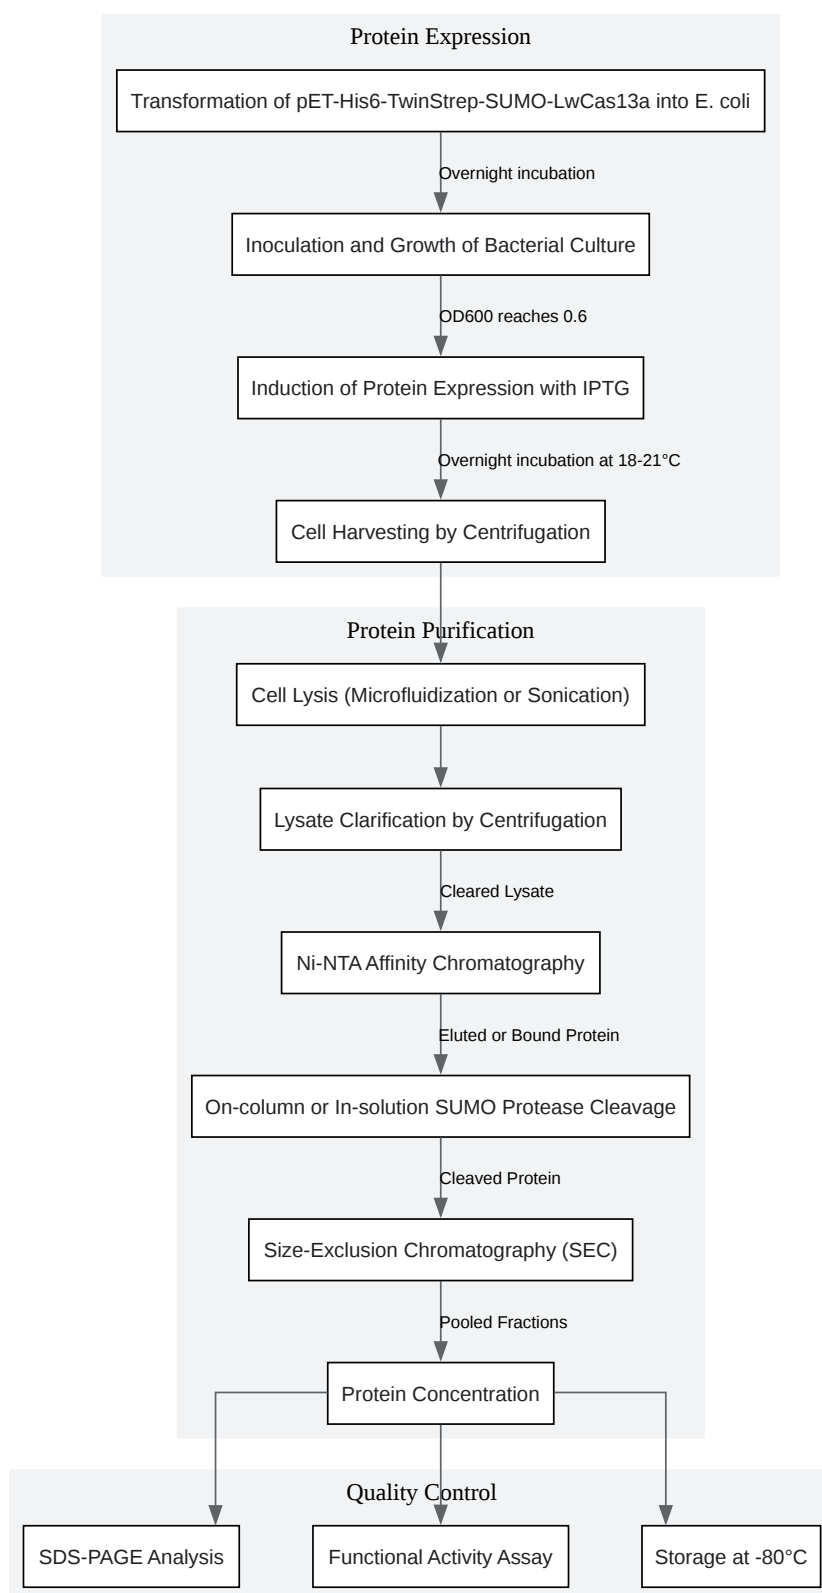 Protein Expression
Transformation of pET-His6-TwinStrep-SUMO-LwCas13a into E. coli
Overnight incubation
Inoculation and Growth of Bacterial Culture
OD600 reaches 0.6
Induction of Protein Expression with IPTG
Overnight incubation at 18-21°C
Cell Harvesting by Centrifugation
Protein Purification
Cell Lysis (Microfluidization or Sonication)
Lysate Clarification by Centrifugation
Cleared Lysate
Ni-NTA Affinity Chromatography
Eluted or Bound Protein
On-column or In-solution SUMO Protease Cleavage
Cleaved Protein
Size-Exclusion Chromatography (SEC)
Pooled Fractions
Protein Concentration
Quality Control
SDS-PAGE Analysis
Functional Activity Assay
Storage at -80°C